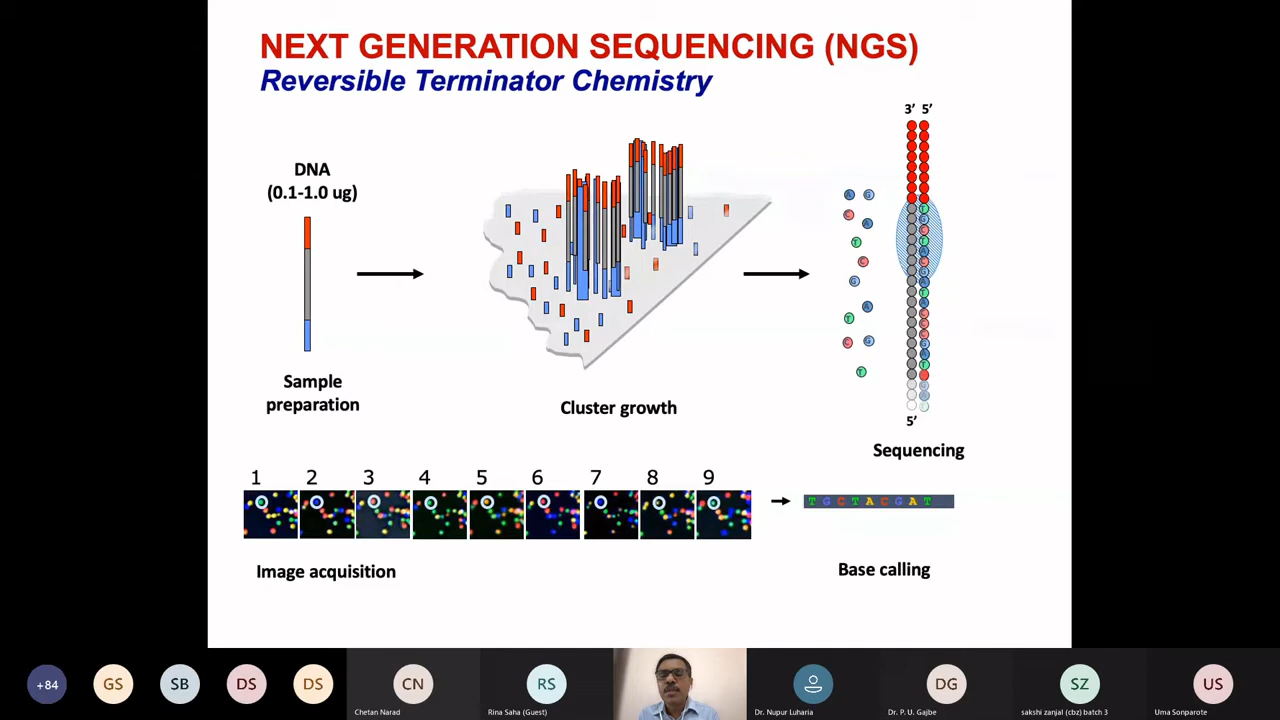 NEXT GENERATION SEQUENCING (NGS)
Reversible Terminator Chemistry
3’ 5’
DNA
(0.1-1.0 ug)
A G
C
A
T
C
G
A
T
C G
T
Sample
preparation
Cluster growth
5’
Sequencing
1 2 3 4 5 6 7 8 9
T G C T A C G A T
Image acquisition
Base calling
+84
GS
SB
DS
DS
CN
RS
DG
SZ
US
Chetan Narad
Rina Saha (Guest)
Dr. Nupur Luharia
Dr. P. U. Gajbe
sakshi zanjal (cbz) batch 3
Uma Sonparote